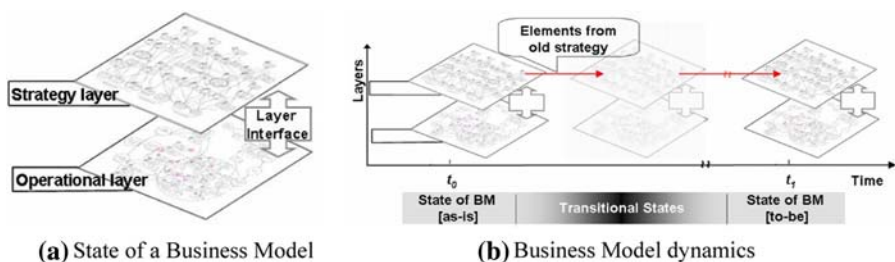 Strategy layer
Layer
Interface
Operational layer
(a) State of a Business Model
Layers
Elements from
old strategy
t0
t1
Time
State of BM
[as-is]
Transitional States
State of BM
[to-be]
(b) Business Model dynamics